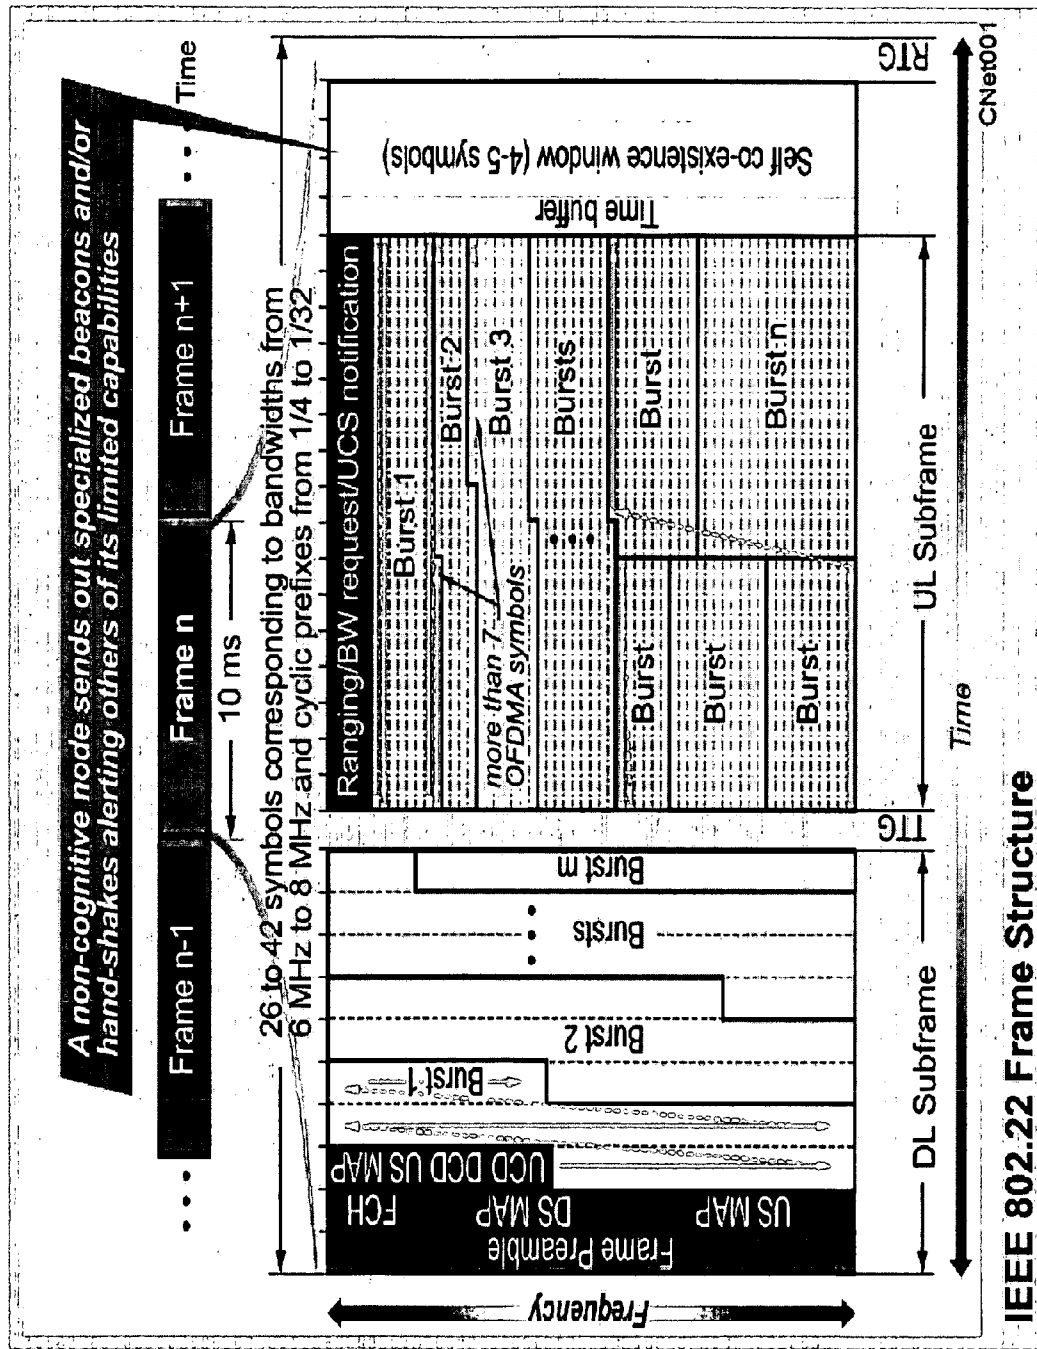 A non-cognitive node sends out specialized beacons and/or
hand-shakes alerting others of its limited capabilities
• • •
Frame n-1
Frame n
Frame n+1
• • •
Time
10 ms
26 to 42 symbols corresponding to bandwidths from
6 MHz to 8 MHz and cyclic prefixes from 1/4 to 1/32
Frequency
Frame Preamble
FCH
DS MAP
US MAP
US MAP
DCD
UCD
Burst 1
Burst 2
Bursts
• • •
Burst m
TTG
Ranging/BW request/UCS notification
Burst 1
Burst 2
Burst 3
more than 7
OFDMA symbols
Bursts
• • •
Burst
Burst
Burst
Burst
Burst n
Time buffer
Self co-existence window (4-5 symbols)
RTG
DL Subframe
UL Subframe
Time
CNet001
IEEE 802.22 Frame Structure